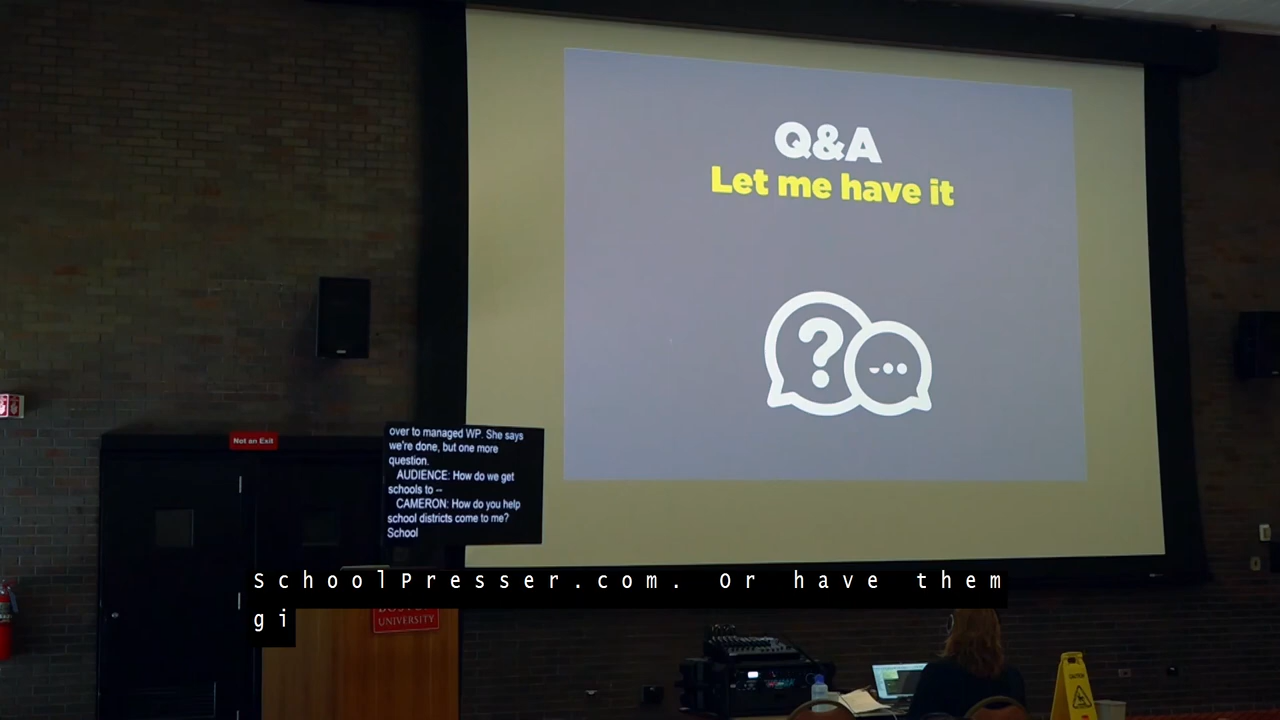 Q&A
Let me have it
Not an Exit
over to managed WP. She says
we're done, but one more
question.
AUDIENCE: How do we get
schools to --
CAMERON: How do you help
school districts come to me?
School
SchoolPresser.com. Or have them
gi
BOSTON
UNIVERSITY
CAUTION